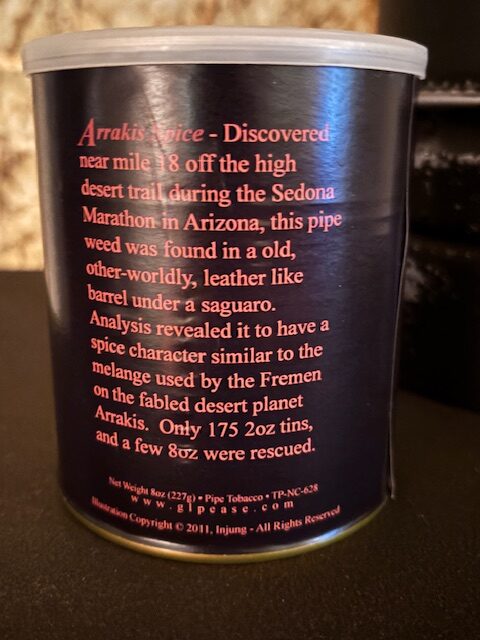 Arrakis Spice - Discovered
near mile 18 off the high
desert trail during the Sedona
Marathon in Arizona, this pipe
weed was found in a old,
other-worldly, leather like
barrel under a saguaro.
Analysis revealed it to have a
spice character similar to the
melange used by the Fremen
on the fabled desert planet
Arrakis. Only 175 2oz tins,
and a few 8oz were rescued.
Net Weight 8oz (227g) • Pipe Tobacco • TP-NC-628
www.glpease.com
Illustration Copyright © 2011, Injung - All Rights Reserved